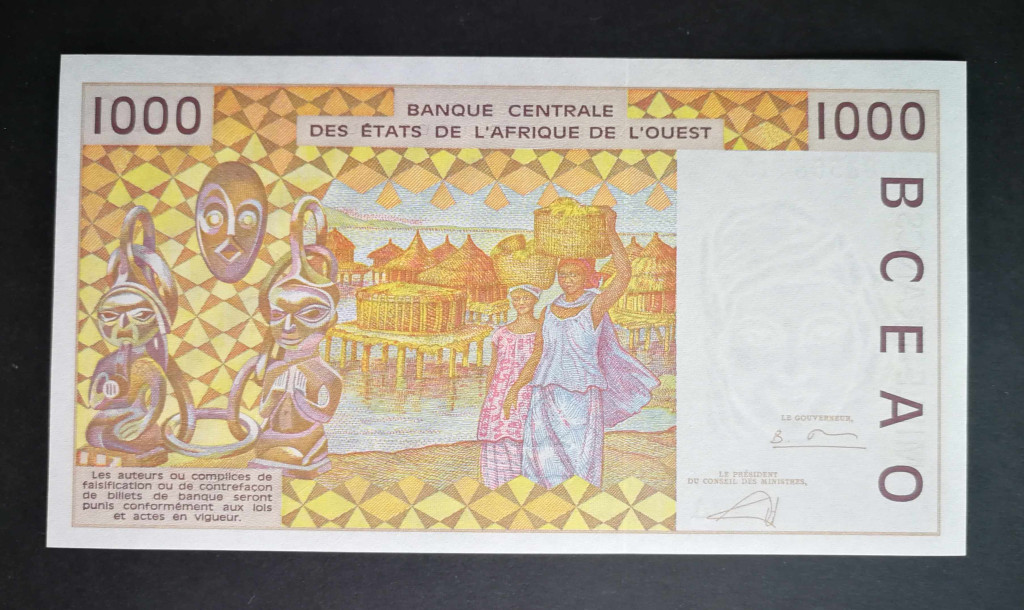 1000
BANQUE CENTRALE
DES ÉTATS DE L'AFRIQUE DE L'OUEST
1000
BCEAO
LE GOUVERSEUR,
LE PRÉSIDENT
DU CONSEIL DES MINISTRES,
Les auteurs ou complices de
falsification ou de contrefaçon
de billets de banque seront
punis conformément aux lois
et actes en vigueur.